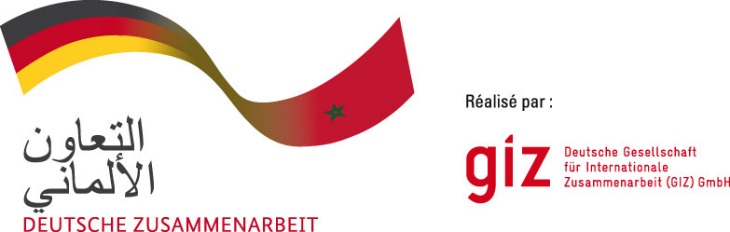 التعاون
الألماني
DEUTSCHE ZUSAMMENARBEIT
Réalisé par :
giz
Deutsche Gesellschaft
für Internationale
Zusammenarbeit (GIZ) GmbH